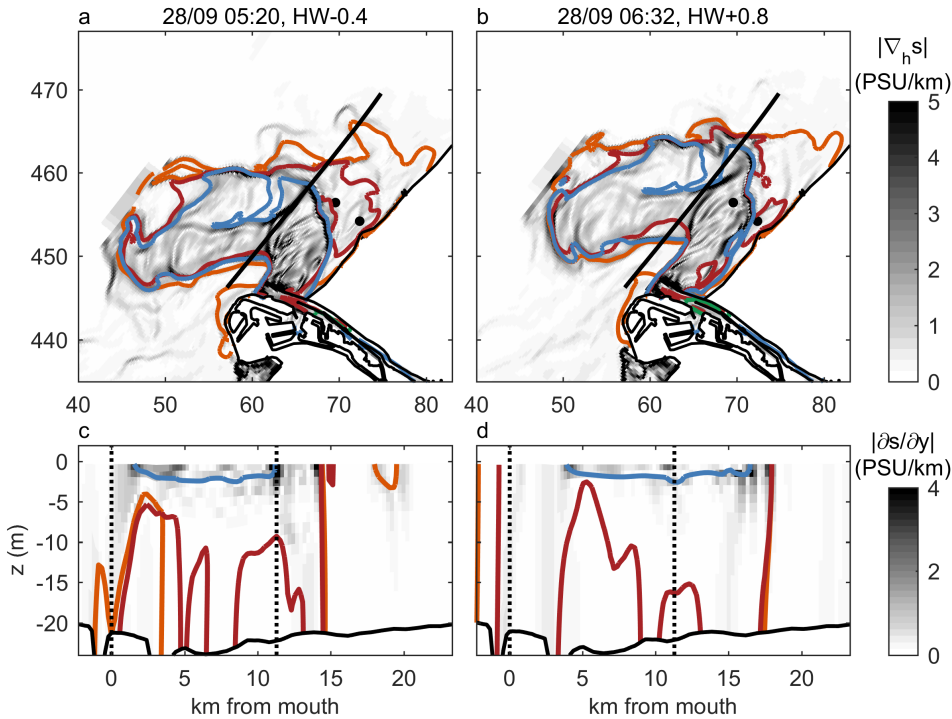 a 28/09 05:20, HW-0.4
b 28/09 06:32, HW+0.8
|∇hs|
(PSU/km)
470
460
450
440
40 50 60 70 80
40 50 60 70 80
5
4
3
2
1
0
c
d
|∂s/∂y|
(PSU/km)
z (m)
0
-5
-10
-15
-20
0 5 10 15 20
0 5 10 15 20
km from mouth
km from mouth
4
2
0